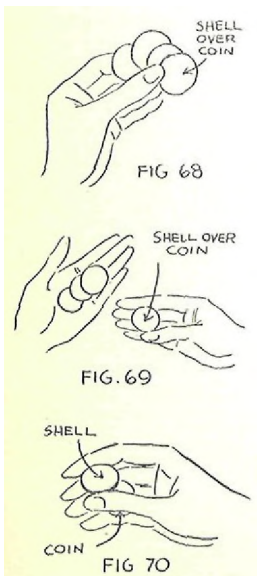 SHELL
OVER
COIN
FIG 68
SHELL OVER
COIN
FIG. 69
SHELL
COIN
FIG 70